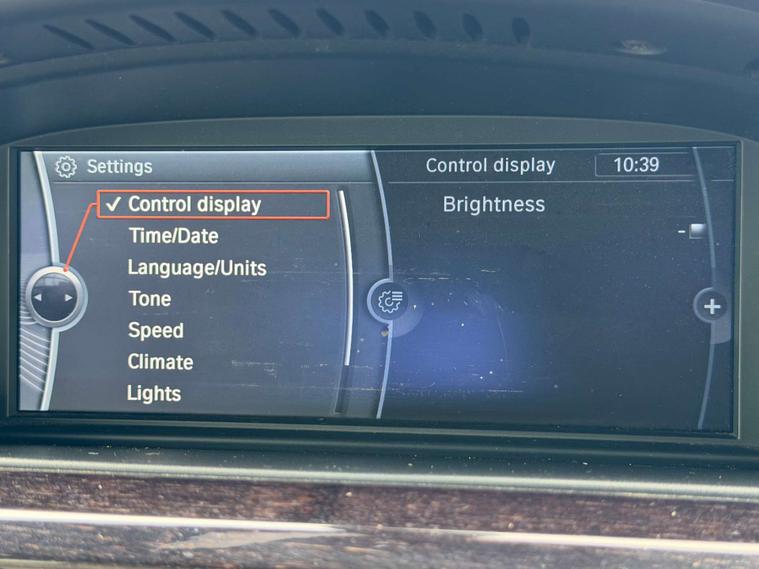 Settings
Control display
Time/Date
Language/Units
Tone
Speed
Climate
Lights
Control display
10:39
Brightness
-
+